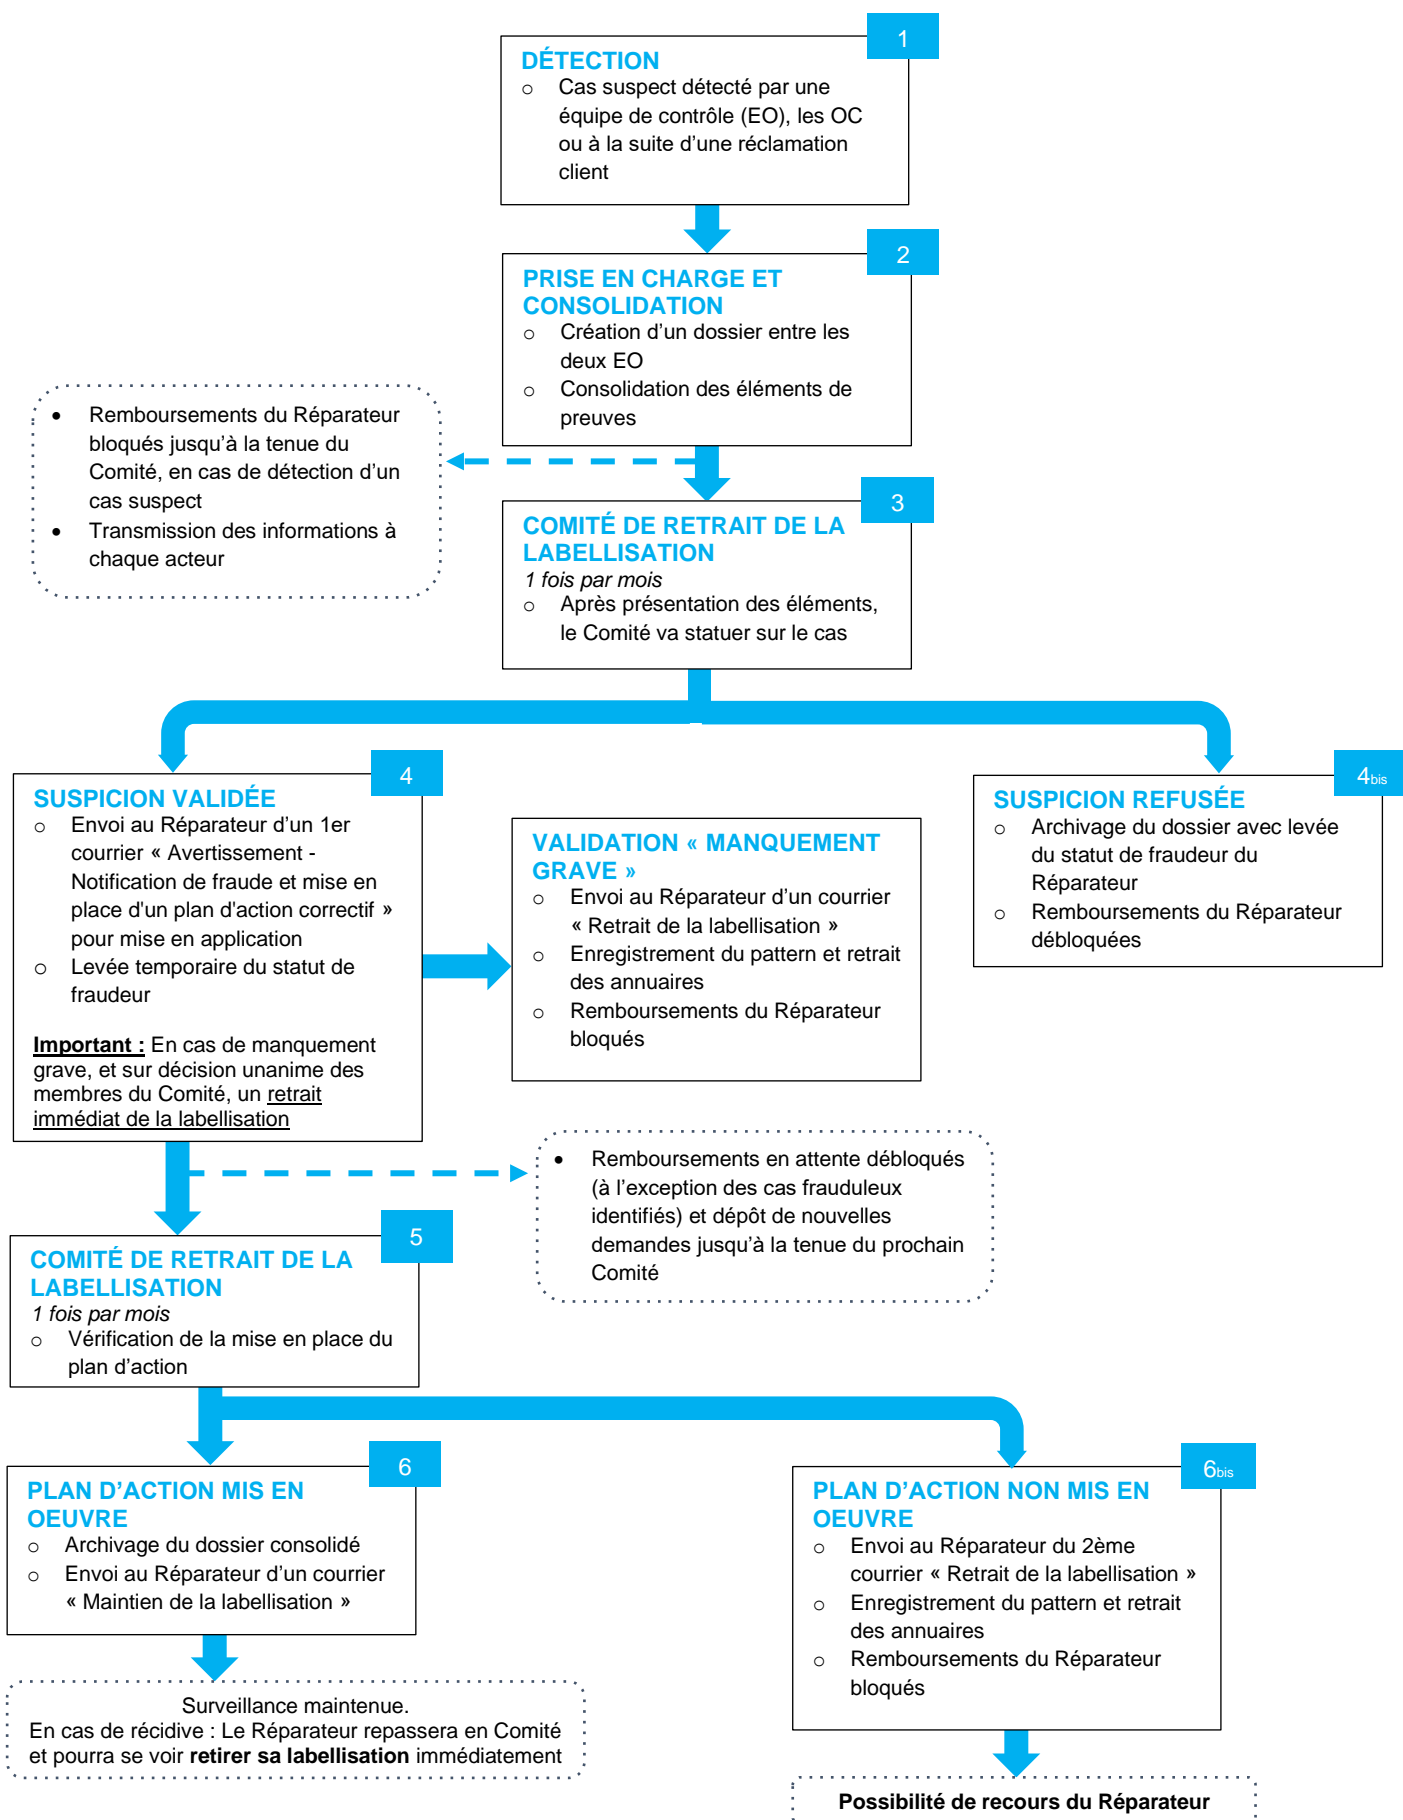 1
DÉTECTION
o Cas suspect détecté par une
équipe de contrôle (EO), les OC
ou à la suite d’une réclamation
client
2
PRISE EN CHARGE ET
CONSOLIDATION
o Création d’un dossier entre les
deux EO
o Consolidation des éléments de
preuves
• Remboursements du Réparateur
bloqués jusqu’à la tenue du
Comité, en cas de détection d’un
cas suspect
• Transmission des informations à
chaque acteur
3
COMITÉ DE RETRAIT DE LA
LABELLISATION
1 fois par mois
o Après présentation des éléments,
le Comité va statuer sur le cas
4
SUSPICION VALIDÉE
o Envoi au Réparateur d’un 1er
courrier « Avertissement -
Notification de fraude et mise en
place d'un plan d'action correctif »
pour mise en application
o Levée temporaire du statut de
fraudeur
Important : En cas de manquement
grave, et sur décision unanime des
membres du Comité, un retrait
immédiat de la labellisation
VALIDATION « MANQUEMENT
GRAVE »
o Envoi au Réparateur d’un courrier
« Retrait de la labellisation »
o Enregistrement du pattern et retrait
des annuaires
o Remboursements du Réparateur
bloqués
4bis
SUSPICION REFUSÉE
o Archivage du dossier avec levée
du statut de fraudeur du
Réparateur
o Remboursements du Réparateur
débloquées
• Remboursements en attente débloqués
(à l’exception des cas frauduleux
identifiés) et dépôt de nouvelles
demandes jusqu’à la tenue du prochain
Comité
5
COMITÉ DE RETRAIT DE LA
LABELLISATION
1 fois par mois
o Vérification de la mise en place du
plan d’action
6
PLAN D’ACTION MIS EN
OEUVRE
o Archivage du dossier consolidé
o Envoi au Réparateur d’un courrier
« Maintien de la labellisation »
6bis
PLAN D’ACTION NON MIS EN
OEUVRE
o Envoi au Réparateur du 2ème
courrier « Retrait de la labellisation »
o Enregistrement du pattern et retrait
des annuaires
o Remboursements du Réparateur
bloqués
Surveillance maintenue.
En cas de récidive : Le Réparateur repassera en Comité
et pourra se voir retirer sa labellisation immédiatement
Possibilité de recours du Réparateur